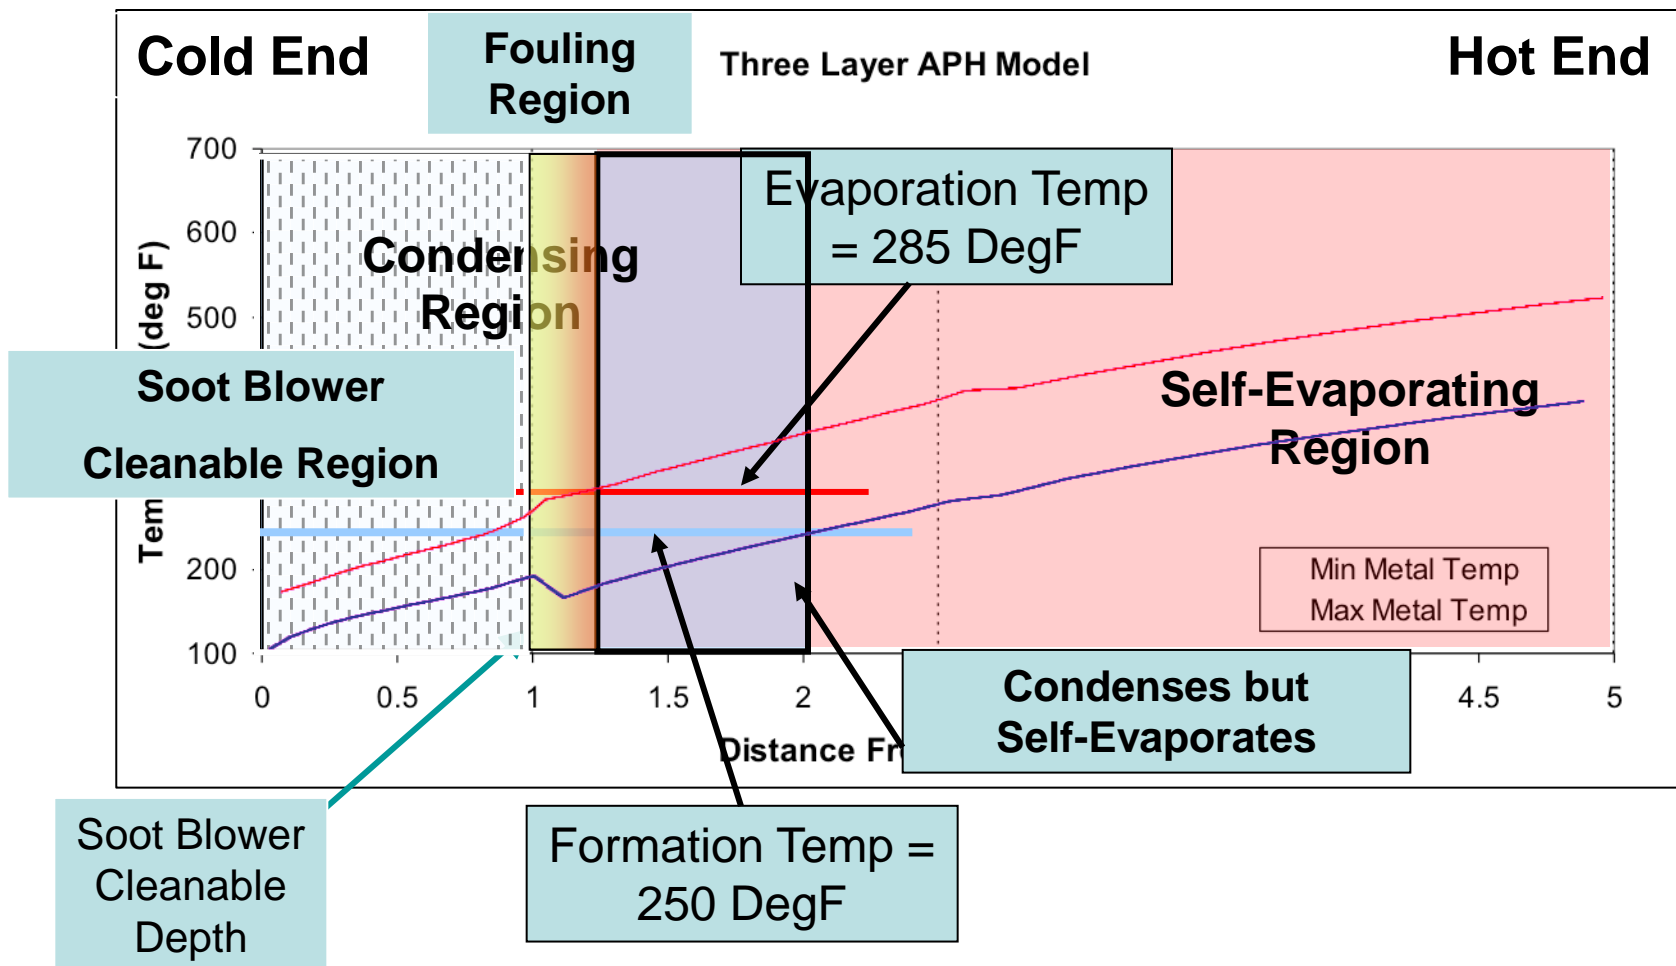 Cold End
Fouling
Region
Three Layer APH Model
Hot End
700
600
500
200
100
(deg F)
Evaporation Temp
= 285 DegF
Condensing
Region
Soot Blower
Cleanable Region
Self-Evaporating
Region
Min Metal Temp
Max Metal Temp
0
0.5
1
1.5
2
4.5
5
Condenses but
Self-Evaporates
Distance
Soot Blower
Cleanable
Depth
Formation Temp =
250 DegF